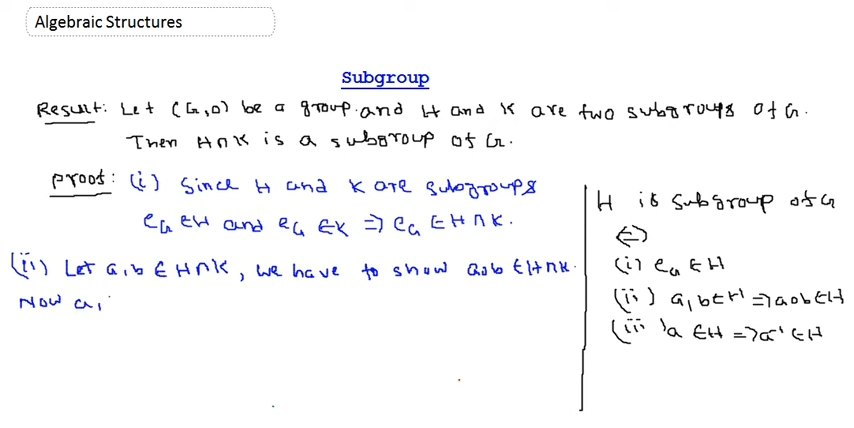 Algebraic Structures
Subgroup
Result: Let (G, o) be a group. and H and K are two subgroups of G.
Then H ∩ K is a subgroup of G.
Proof: (i) Since H and K are subgroups
e_G ∈ H and e_G ∈ K => e_G ∈ H ∩ K.
(ii) Let a, b ∈ H ∩ K, we have to show a o b ∈ H ∩ K.
Now a,
H is subgroup of G
<=>
(i) e_G ∈ H
(ii) a, b ∈ H => a o b ∈ H
(iii) a ∈ H => a⁻¹ ∈ H